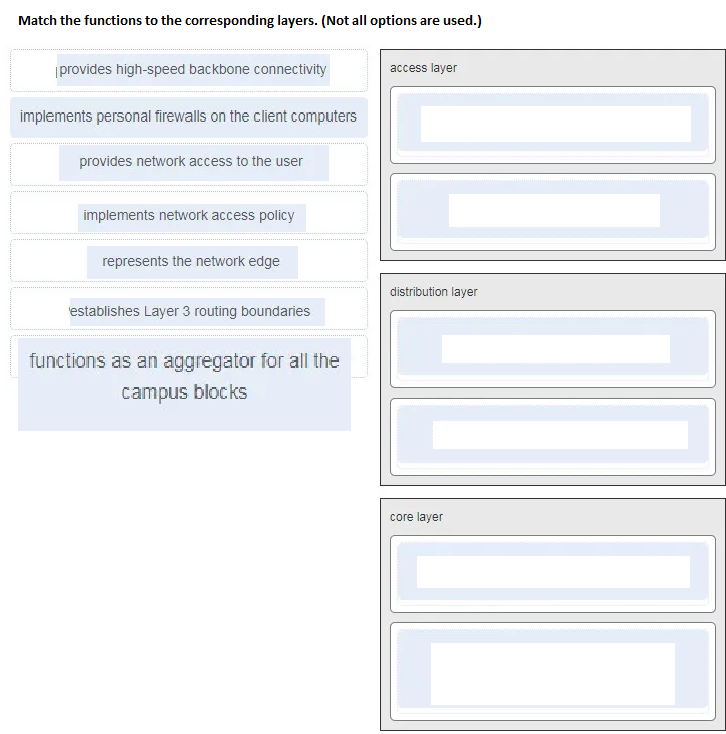 Match the functions to the corresponding layers. (Not all options are used.)
provides high-speed backbone connectivity
implements personal firewalls on the client computers
provides network access to the user
implements network access policy
represents the network edge
establishes Layer 3 routing boundaries
functions as an aggregator for all the
campus blocks
access layer
distribution layer
core layer